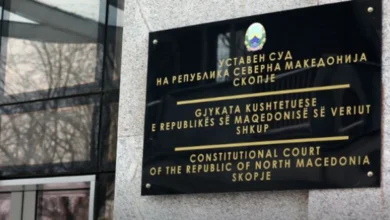 УСТАВЕН СУД
НА РЕПУБЛИКА СЕВЕРНА МАКЕДОНИЈА
СКОПЈЕ
GJYKATA KUSHTETUESE
E REPUBLIKËS SË MAQEDONISË SË VERIUT
SHKUP
CONSTITUTIONAL COURT
OF THE REPUBLIC OF NORTH MACEDONIA
SKOPJE